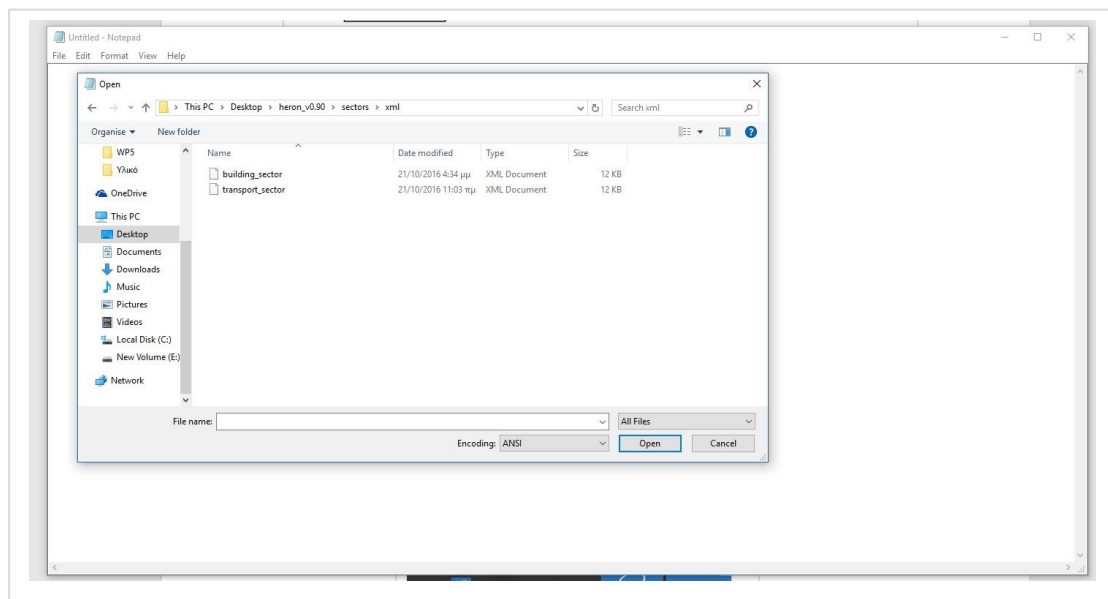 Untitled - Notepad
File Edit Format View Help
Open
This PC > Desktop > heron_v0.90 > sectors > xml
Search xml
Organise New folder
WP5
Υλικό
OneDrive
This PC
Desktop
Documents
Downloads
Music
Pictures
Videos
Local Disk (C:)
New Volume (E:)
Network
Name Date modified Type Size
building_sector 21/10/2016 4:34 μμ XML Document 12 KB
transport_sector 21/10/2016 11:03 πμ XML Document 12 KB
File name: All Files
Encoding: ANSI Open Cancel